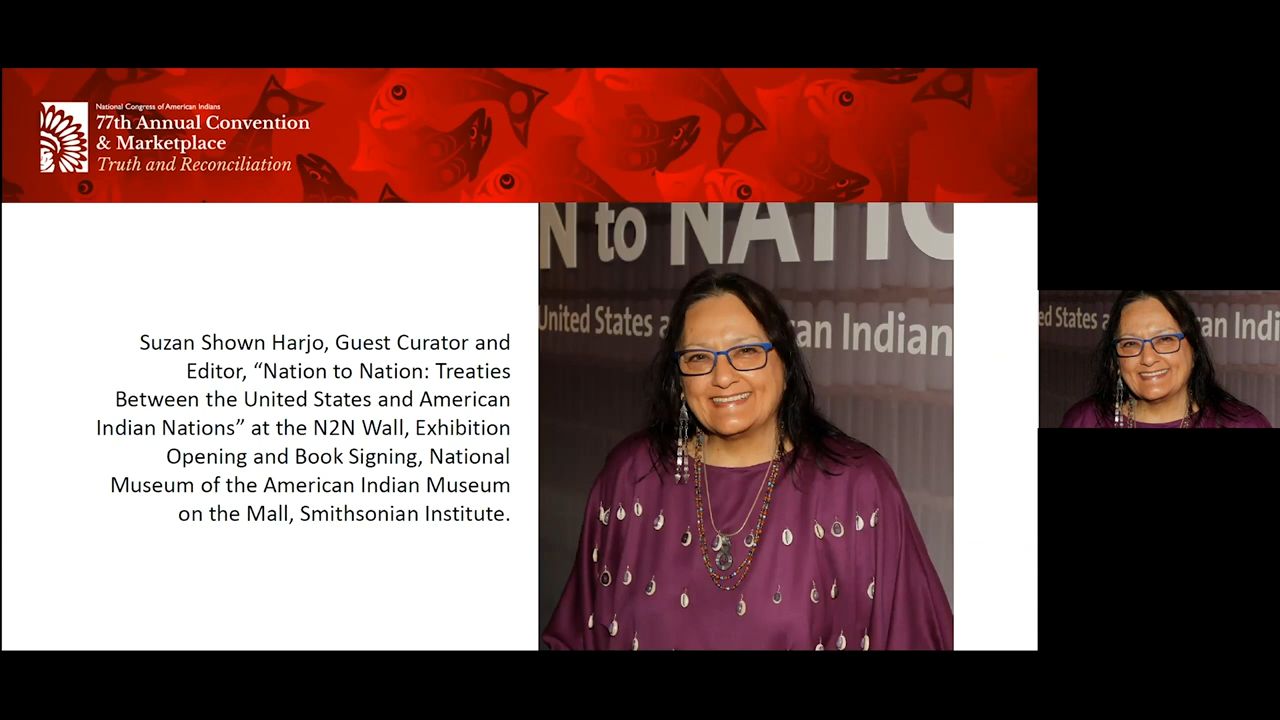 National Congress of American Indians
77th Annual Convention
& Marketplace
Truth and Reconciliation
Suzan Shown Harjo, Guest Curator and
Editor, “Nation to Nation: Treaties
Between the United States and American
Indian Nations” at the N2N Wall, Exhibition
Opening and Book Signing, National
Museum of the American Indian Museum
on the Mall, Smithsonian Institute.
N to NATIO
United States a can Indian
ed States a can Indi